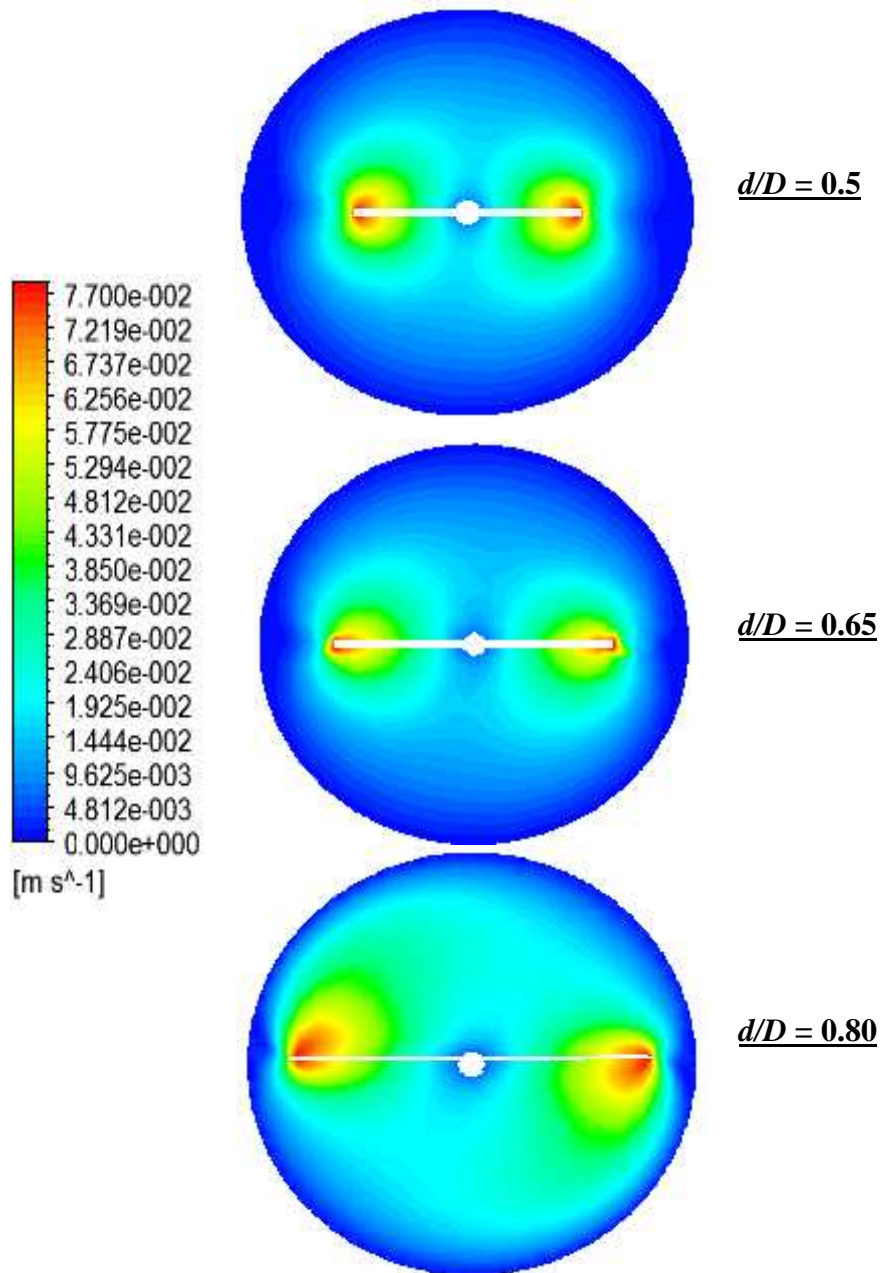 d/D = 0.5
7.700e-002
7.219e-002
6.737e-002
6.256e-002
5.775e-002
5.294e-002
4.812e-002
4.331e-002
3.850e-002
3.369e-002
2.887e-002
2.406e-002
1.925e-002
1.444e-002
9.625e-003
4.812e-003
0.000e+000
[m s^-1]
d/D = 0.65
d/D = 0.80